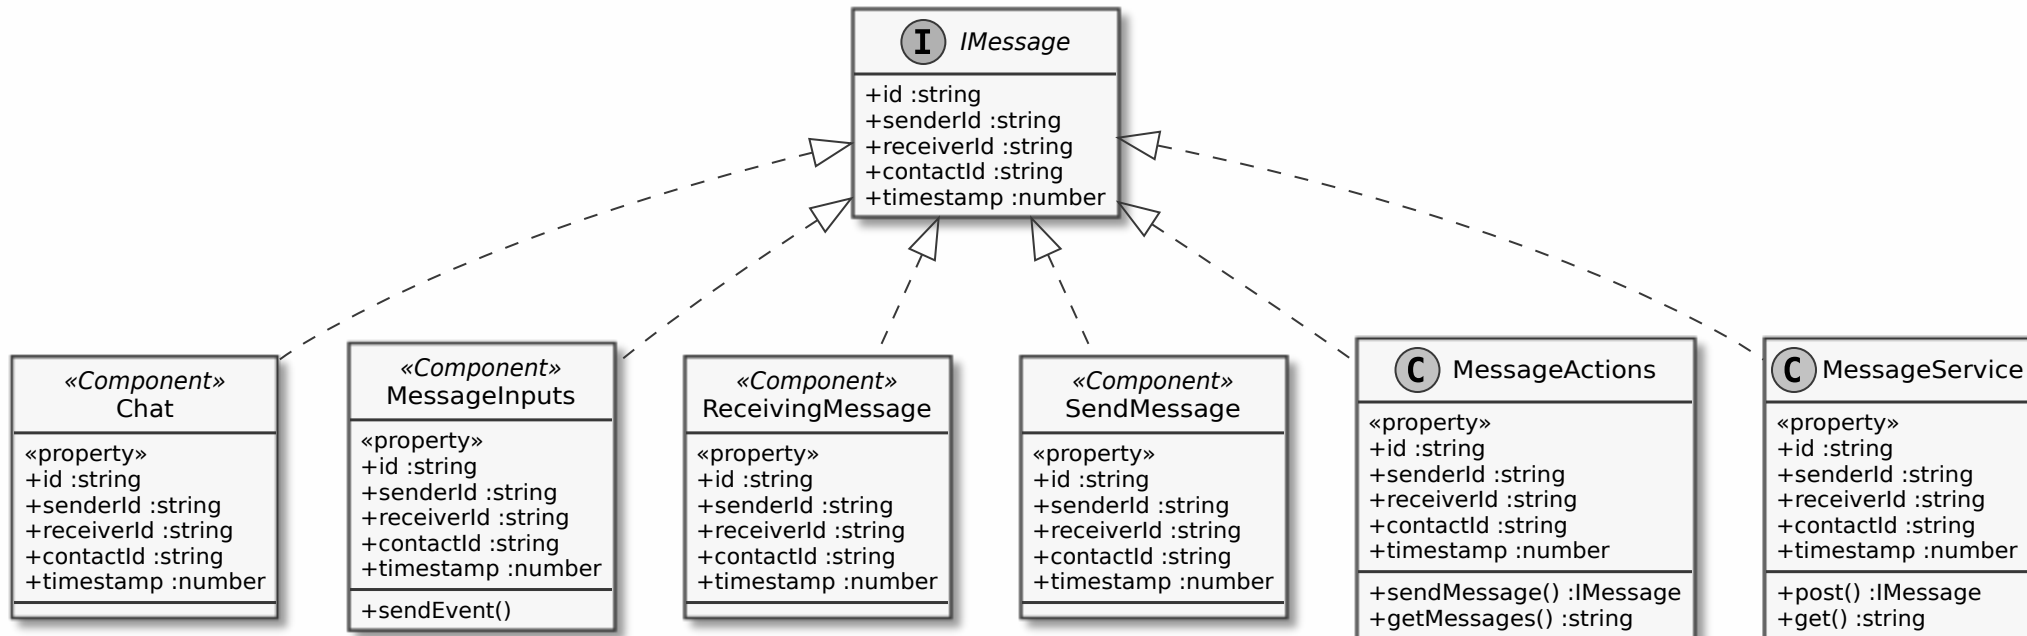 I IMessage
+id :string
+senderId :string
+receiverId :string
+contactId :string
+timestamp :number
«Component»
Chat
«property»
+id :string
+senderId :string
+receiverId :string
+contactId :string
+timestamp :number
«Component»
MessageInputs
«property»
+id :string
+senderId :string
+receiverId :string
+contactId :string
+timestamp :number
+sendEvent()
«Component»
ReceivingMessage
«property»
+id :string
+senderId :string
+receiverId :string
+contactId :string
+timestamp :number
«Component»
SendMessage
«property»
+id :string
+senderId :string
+receiverId :string
+contactId :string
+timestamp :number
C MessageActions
«property»
+id :string
+senderId :string
+receiverId :string
+contactId :string
+timestamp :number
+sendMessage() :IMessage
+getMessages() :string
C MessageService
«property»
+id :string
+senderId :string
+receiverId :string
+contactId :string
+timestamp :number
+post() :IMessage
+get() :string